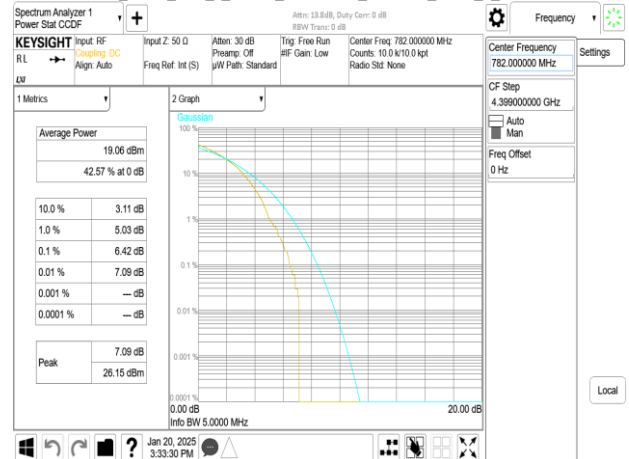 Spectrum Analyzer 1
Power Stat CCDF
Attn: 13.8dB, Duty Corr: 0 dB
RBW Trans: 0 dB
Frequency
KEYSIGHT
RL
LXI
Input: RF
Coupling: DC
Align: Auto
Input Z: 50 Ω
Freq Ref: Int (S)
Atten: 30 dB
Preamp: Off
µW Path: Standard
Trig: Free Run
#IF Gain: Low
Center Freq: 782.000000 MHz
Counts: 10.0 k/10.0 kpt
Radio Std: None
Center Frequency
782.000000 MHz
Settings
CF Step
4.399000000 GHz
Auto
Man
Freq Offset
0 Hz
Local
1 Metrics
Average Power
19.06 dBm
42.57 % at 0 dB
10.0 % 3.11 dB
1.0 % 5.03 dB
0.1 % 6.42 dB
0.01 % 7.09 dB
0.001 % --- dB
0.0001 % --- dB
Peak
7.09 dB
26.15 dBm
2 Graph
Gaussian
100 %
10 %
1 %
0.1 %
0.01 %
0.001 %
0.0001 %
0.00 dB 20.00 dB
Info BW 5.0000 MHz
Jan 20, 2025
3:33:30 PM